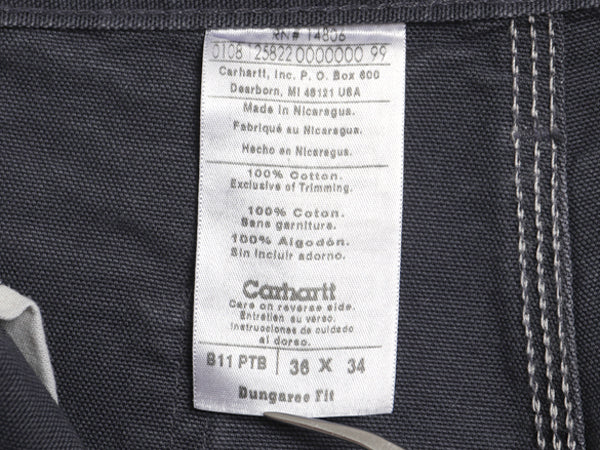 RN# 14806
0108 125822 0000000 99
Carhartt, Inc. P. O. Box 600
Dearborn, MI 48121 USA
Made in Nicaragua.
Fabriqué au Nicaragua.
Hecho en Nicaragua.
100% Cotton.
Exclusive of Trimming.
100% Coton.
Sans garniture.
100% Algodón.
Sin incluir adorno.
Carhartt
Care on reverse side.
Entretien au verso.
Instrucciones de cuidado
al dorso.
B11 PTB 36 X 34
Dungaree Fit